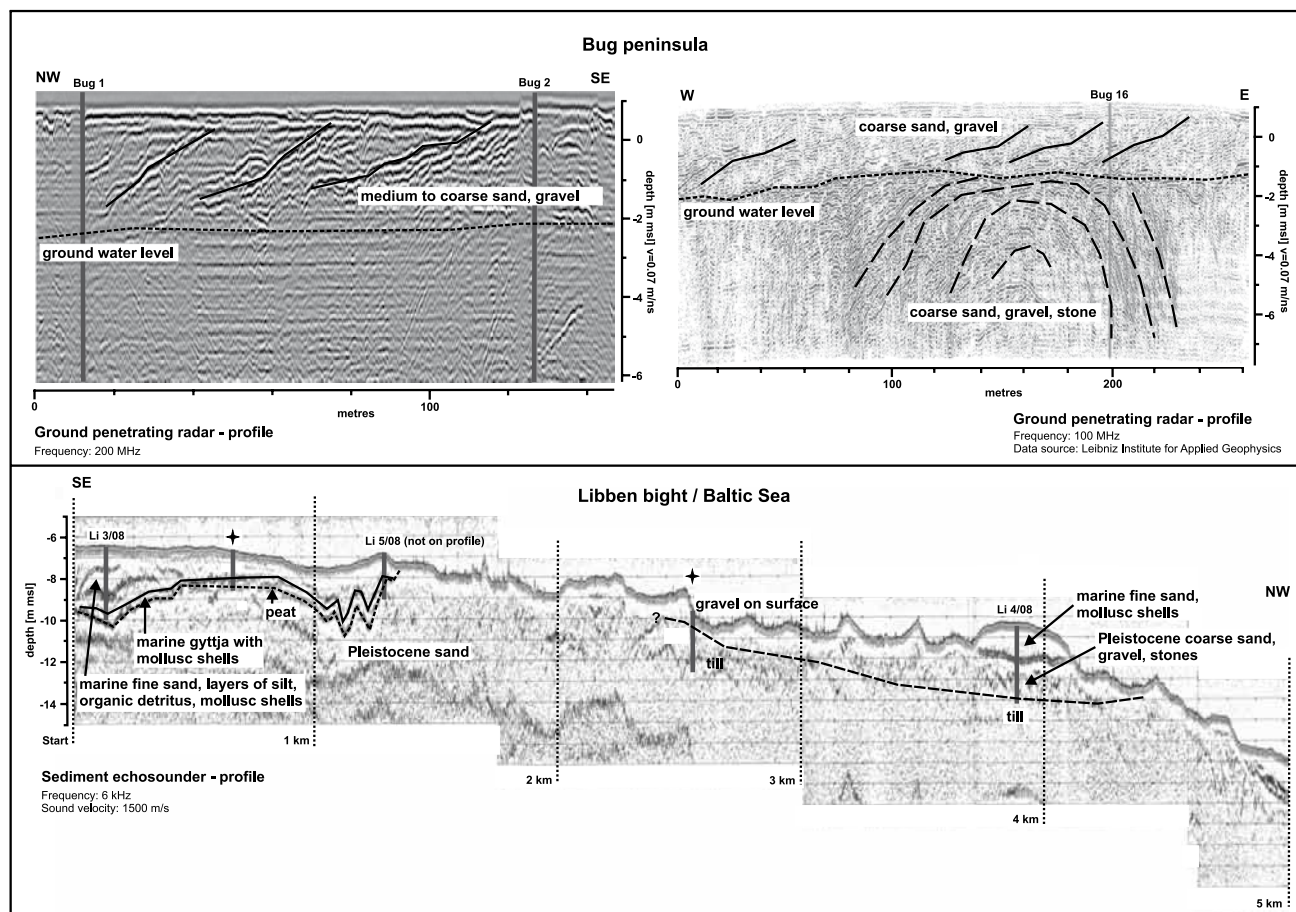 Bug peninsula
NW
Bug 1
Bug 2
SE
0
-2
-4
-6
depth [m msl] v=0.07 m/ns
medium to coarse sand, gravel
ground water level
0
100
metres
Ground penetrating radar - profile
Frequency: 200 MHz
W
Bug 16
E
coarse sand, gravel
ground water level
coarse sand, gravel, stone
0
-2
-4
-6
depth [m msl] v=0.07 m/ns
0
100
200
metres
Ground penetrating radar - profile
Frequency: 100 MHz
Data source: Leibniz Institute for Applied Geophysics
SE
Libben bight / Baltic Sea
NW
Li 3/08
Li 5/08 (not on profile)
Li 4/08
-6
-8
-10
-12
-14
depth [m msl]
peat
marine gyttja with
mollusc shells
marine fine sand, layers of silt,
organic detritus, mollusc shells
Pleistocene sand
?
gravel on surface
till
marine fine sand,
mollusc shells
Pleistocene coarse sand,
gravel, stones
till
Start
1 km
2 km
3 km
4 km
5 km
Sediment echosounder - profile
Frequency: 6 kHz
Sound velocity: 1500 m/s